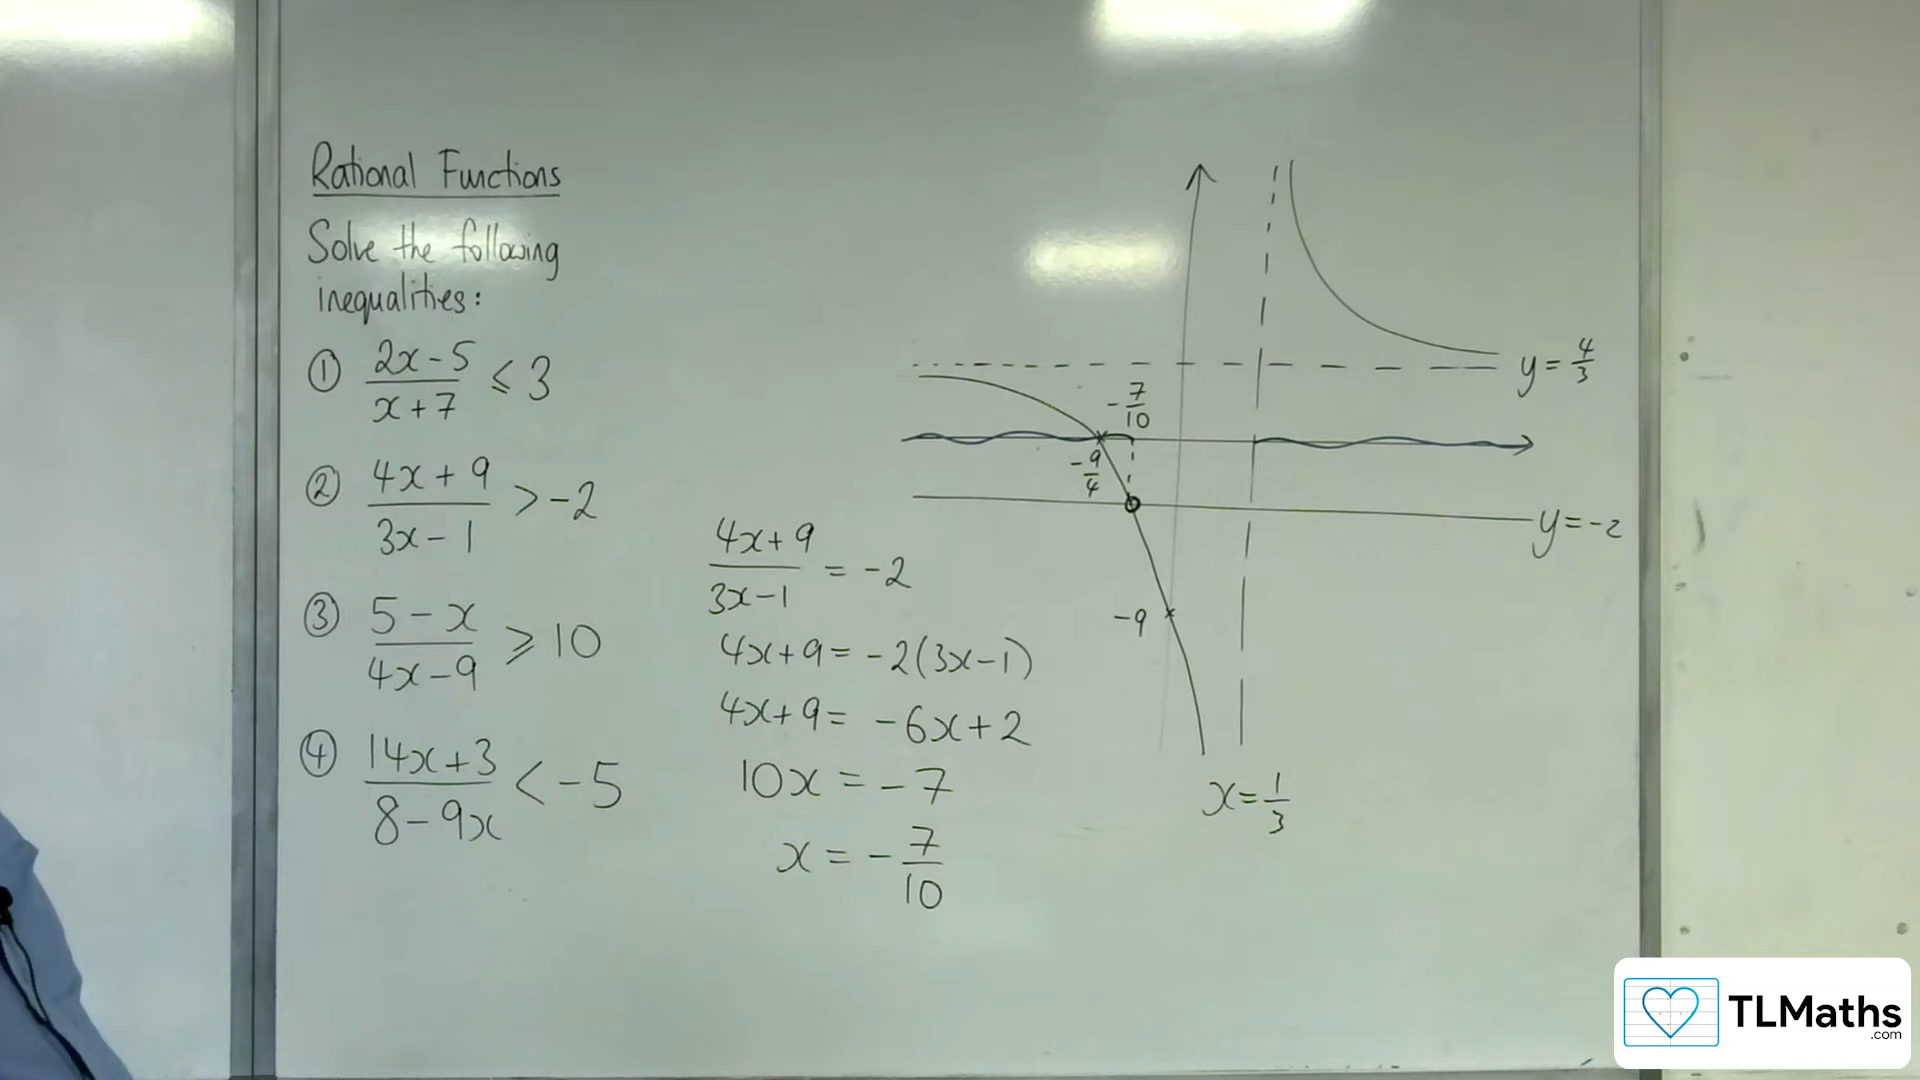 Rational Functions
Solve the following
inequalities:
① (2x-5)/(x+7) ⩽ 3
② (4x+9)/(3x-1) > -2
③ (5-x)/(4x-9) ⩾ 10
④ (14x+3)/(8-9x) < -5
(4x+9)/(3x-1) = -2
4x+9 = -2(3x-1)
4x+9 = -6x+2
10x = -7
x = -7/10
y = 4/3
-7/10
-9/4
y = -2
-9
x = 1/3
TLMaths
.com